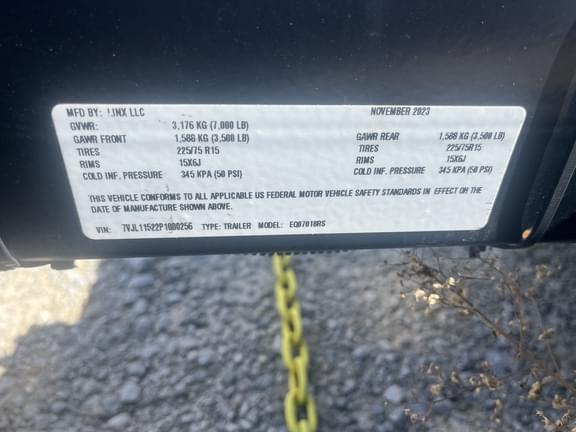 MFD BY: LINX LLC NOVEMBER 2023
GVWR: 3,176 KG (7,000 LB)
GAWR FRONT 1,588 KG (3,500 LB) GAWR REAR 1,588 KG (3,500 LB)
TIRES 225/75 R15 TIRES 225/75R15
RIMS 15X6J RIMS 15X6J
COLD INF. PRESSURE 345 KPA (50 PSI) COLD INF. PRESSURE 345 KPA (50 PSI)
THIS VEHICLE CONFORMS TO ALL APPLICABLE US FEDERAL MOTOR VEHICLE SAFETY STANDARDS IN EFFECT ON THE
DATE OF MANUFACTURE SHOWN ABOVE.
VIN: 7VJL11522P1000256 TYPE: TRAILER MODEL: EQ07018RS